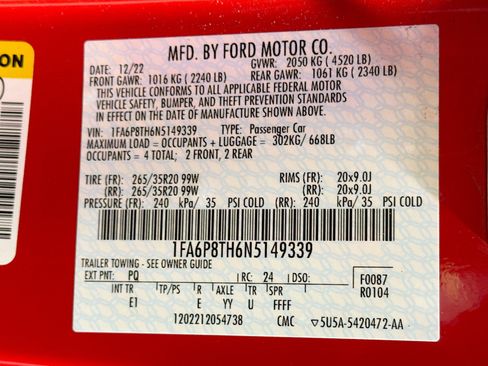 ON
MFD. BY FORD MOTOR CO.
DATE: 12/22 GVWR: 2050 KG (4520 LB)
FRONT GAWR: 1016 KG (2240 LB) REAR GAWR: 1061 KG (2340 LB)
THIS VEHICLE CONFORMS TO ALL APPLICABLE FEDERAL MOTOR
VEHICLE SAFETY, BUMPER, AND THEFT PREVENTION STANDARDS
IN EFFECT ON THE DATE OF MANUFACTURE SHOWN ABOVE.
VIN: 1FA6P8TH6N5149339 TYPE: Passenger Car
MAXIMUM LOAD = OCCUPANTS + LUGGAGE = 302KG/ 668LB
OCCUPANTS = 4 TOTAL; 2 FRONT, 2 REAR
TIRE (FR): 265/35R20 99W RIMS (FR): 20x9.0J
(RR): 265/35R20 99W (RR): 20x9.0J
PRESSURE (FR): 240 kPa/ 35 PSI COLD (RR): 240 kPa/ 35 PSI COLD
1FA6P8TH6N5149339
TRAILER TOWING - SEE OWNER GUIDE
EXT PNT: PQ RC: 24 DSO: F0087
INT TR TP/PS R AXLE TR SPR R0104
E1 E YY U FFFF
1202212054738 CMC 5U5A-5420472-AA